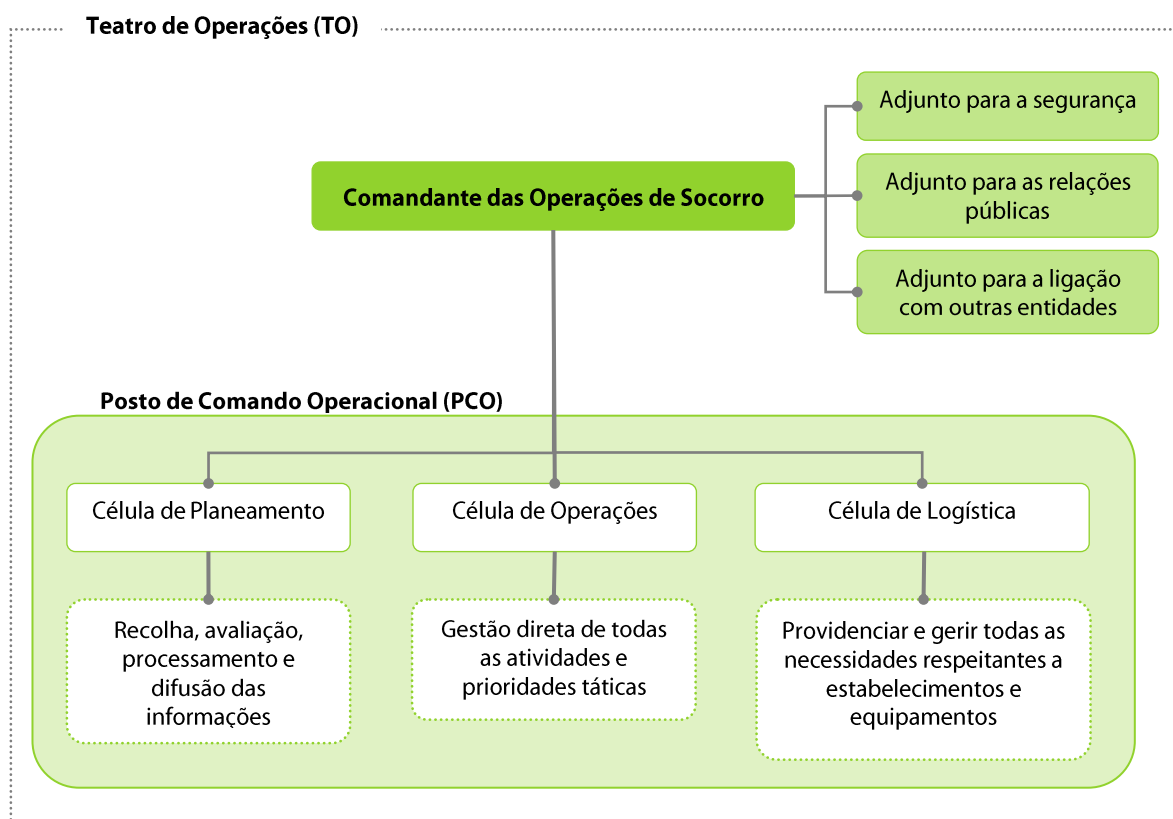 Teatro de Operações (TO)
Adjunto para a segurança
Adjunto para as relações
públicas
Comandante das Operações de Socorro
Adjunto para a ligação
com outras entidades
Posto de Comando Operacional (PCO)
Célula de Planeamento
Célula de Operações
Célula de Logística
Recolha, avaliação,
processamento e
difusão das
informações
Gestão direta de todas
as atividades e
prioridades táticas
Providenciar e gerir todas as
necessidades respeitantes a
estabelecimentos e
equipamentos